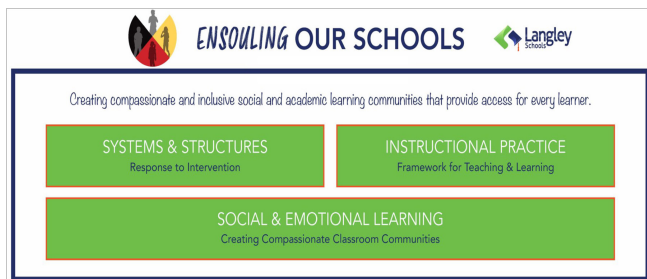 ENSOULING OUR SCHOOLS
Langley
Schools
Creating compassionate and inclusive social and academic learning communities that provide access for every learner.
SYSTEMS & STRUCTURES
Response to Intervention
INSTRUCTIONAL PRACTICE
Framework for Teaching & Learning
SOCIAL & EMOTIONAL LEARNING
Creating Compassionate Classroom Communities